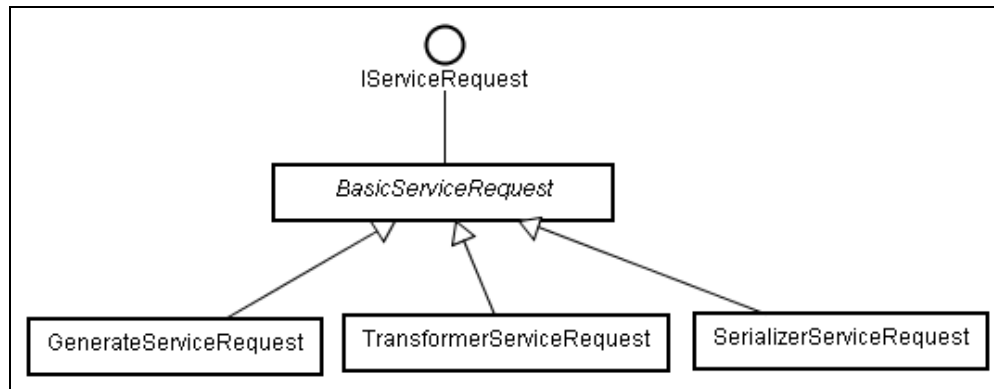 IServiceRequest
BasicServiceRequest
GenerateServiceRequest
TransformerServiceRequest
SerializerServiceRequest